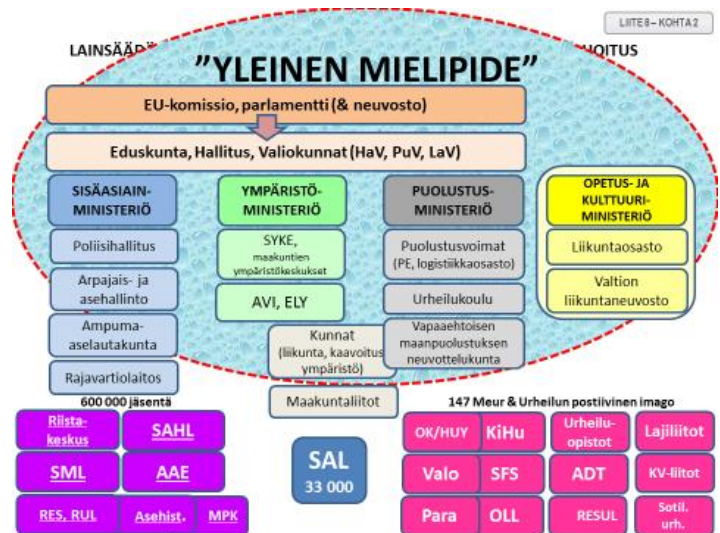 LIITE 8 – KOHTA 2
"YLEINEN MIELIPIDE"
EU-komissio, parlamentti (& neuvosto)
Eduskunta, Hallitus, Valiokunnat (HaV, PuV, LaV)
SISÄASIAIN-
MINISTERIÖ
Poliisihallitus
Arpajais- ja
asehallinto
Ampuma-
aselautakunta
Rajavartiolaitos
YMPÄRISTÖ-
MINISTERIÖ
SYKE,
maakuntien
ympäristökeskukset
AVI, ELY
PUOLUSTUS-
MINISTERIÖ
Puolustusvoimat
(PE, logistiikkaosasto)
Urheilukoulu
Vapaaehtoisen
maanpuolustuksen
neuvottelukunta
OPETUS- JA
KULTTUURI-
MINISTERIÖ
Liikuntaosasto
Valtion
liikuntaneuvosto
Kunnat
(liikunta, kaavoitus
ympäristö)
Maakuntaliitot
600 000 jäsentä
Riista-
keskus
SAHL
SML
AAE
RES, RUL
Asehist.
MPK
SAL
33 000
147 Meur & Urheilun postiivinen imago
OK/HUY
KiHu
Urheilu-
opistot
Lajiliitot
Valo
SFS
ADT
KV-liitot
Para
OLL
RESUL
Sotil.
urh.